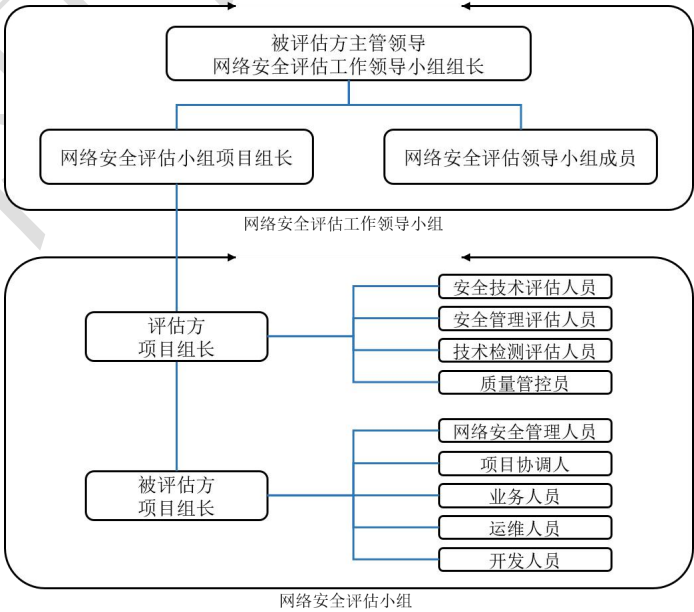 被评估方主管领导
网络安全评估工作领导小组组长
网络安全评估小组项目组长
网络安全评估领导小组成员
网络安全评估工作领导小组
评估方
项目组长
安全技术评估人员
安全管理评估人员
技术检测评估人员
质量管控员
被评估方
项目组长
网络安全管理人员
项目协调人
业务人员
运维人员
开发人员
网络安全评估小组